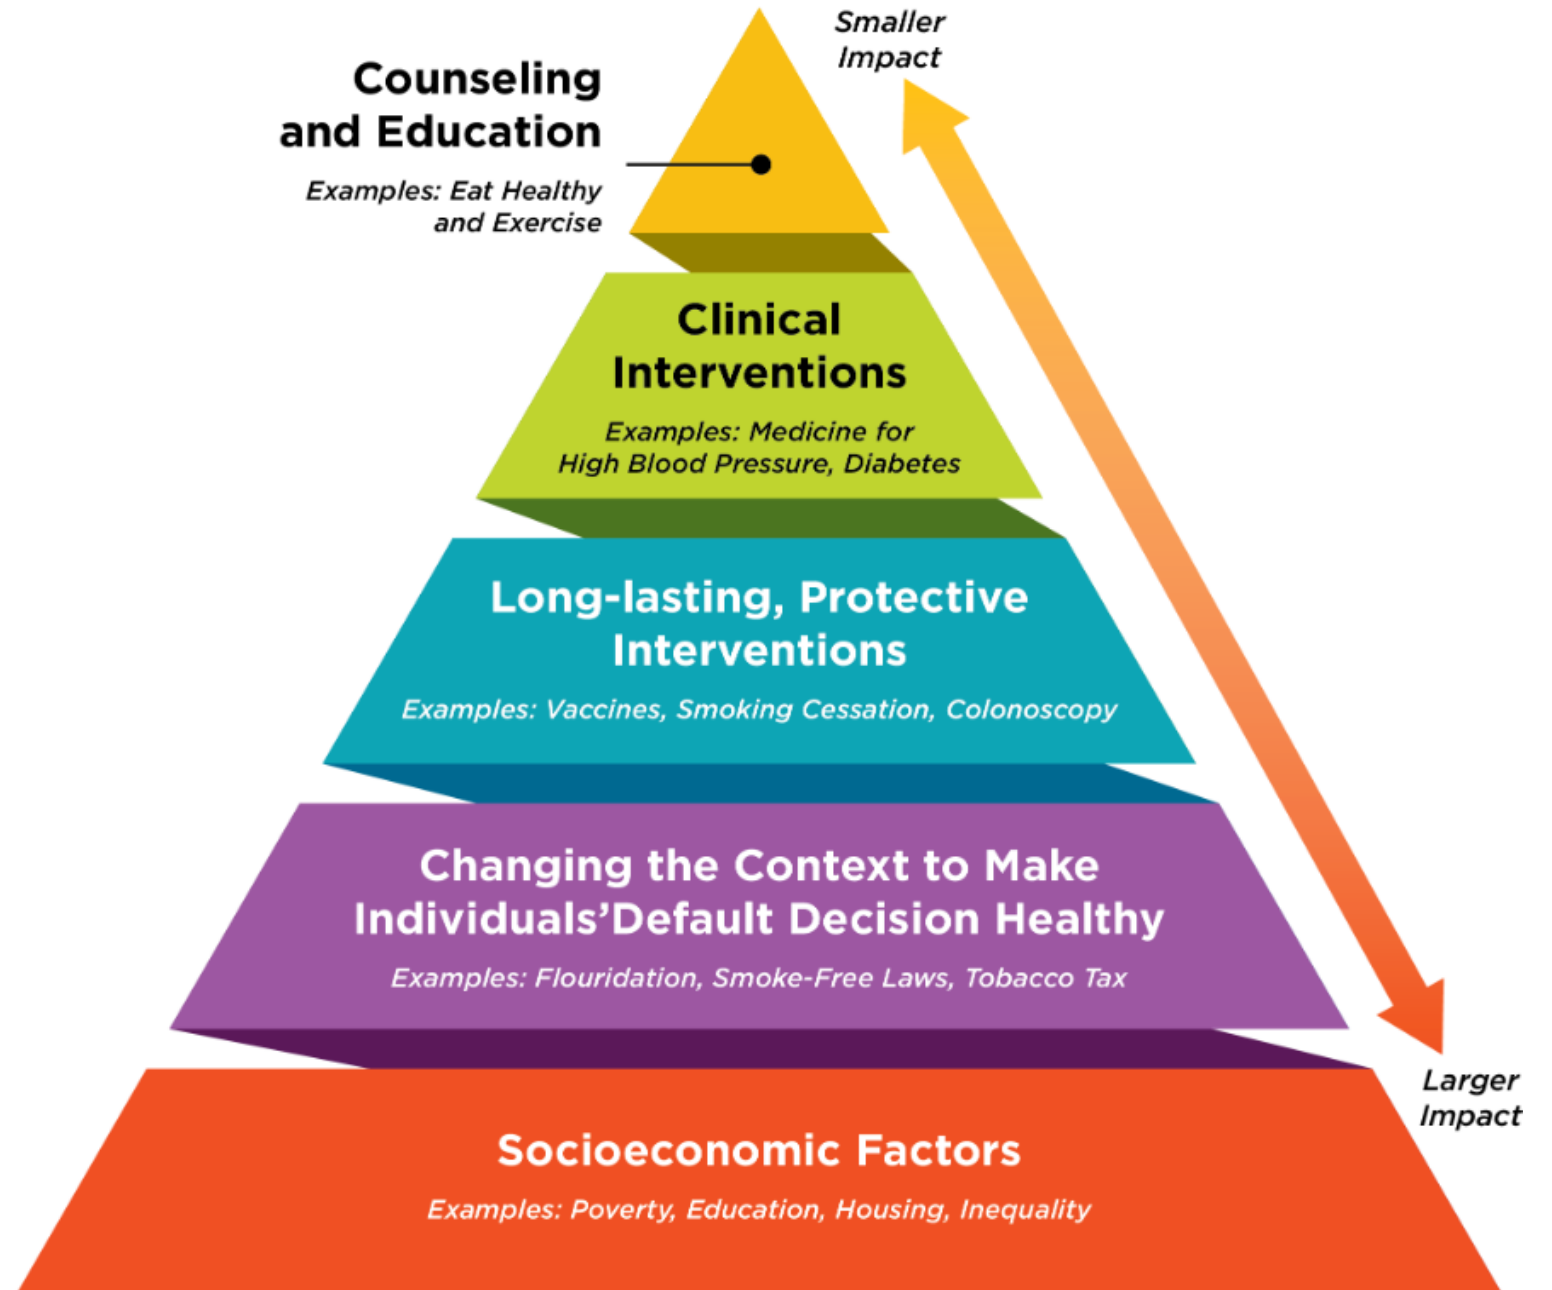 Smaller
Impact
Counseling
and Education
Examples: Eat Healthy
and Exercise
Clinical
Interventions
Examples: Medicine for
High Blood Pressure, Diabetes
Long-lasting, Protective
Interventions
Examples: Vaccines, Smoking Cessation, Colonoscopy
Changing the Context to Make
Individuals’Default Decision Healthy
Examples: Flouridation, Smoke-Free Laws, Tobacco Tax
Larger
Impact
Socioeconomic Factors
Examples: Poverty, Education, Housing, Inequality